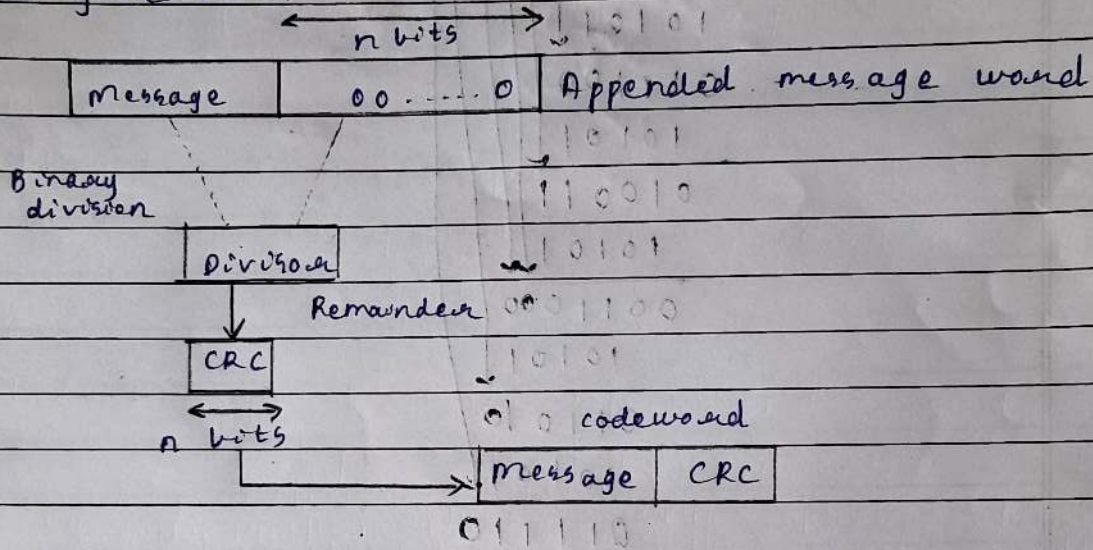 n bits
Message 00.....0 Appended message word
Binary
division
Divisor
Remainder
CRC
n bits
codeword
Message CRC